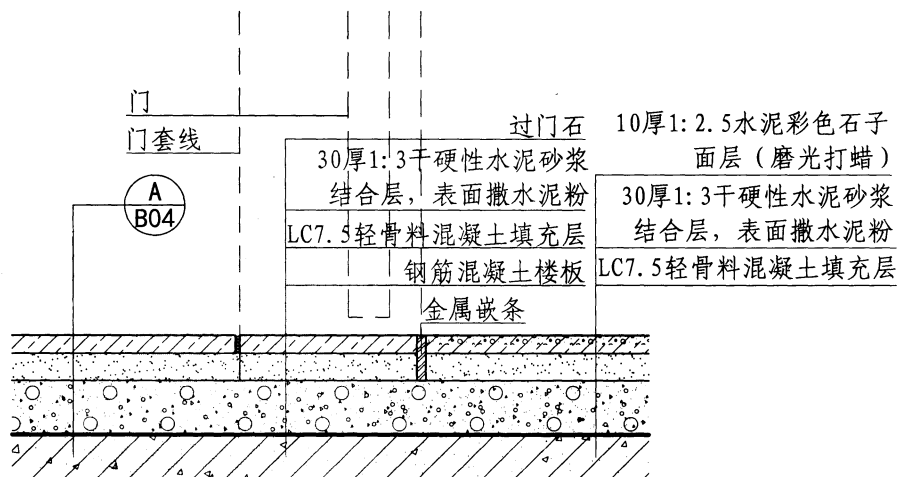 门
门套线
A
B04
过门石
30厚1:3干硬性水泥砂浆
结合层，表面撒水泥粉
LC7.5轻骨料混凝土填充层
钢筋混凝土楼板
金属嵌条
10厚1:2.5水泥彩色石子
面层（磨光打蜡）
30厚1:3干硬性水泥砂浆
结合层，表面撒水泥粉
LC7.5轻骨料混凝土填充层